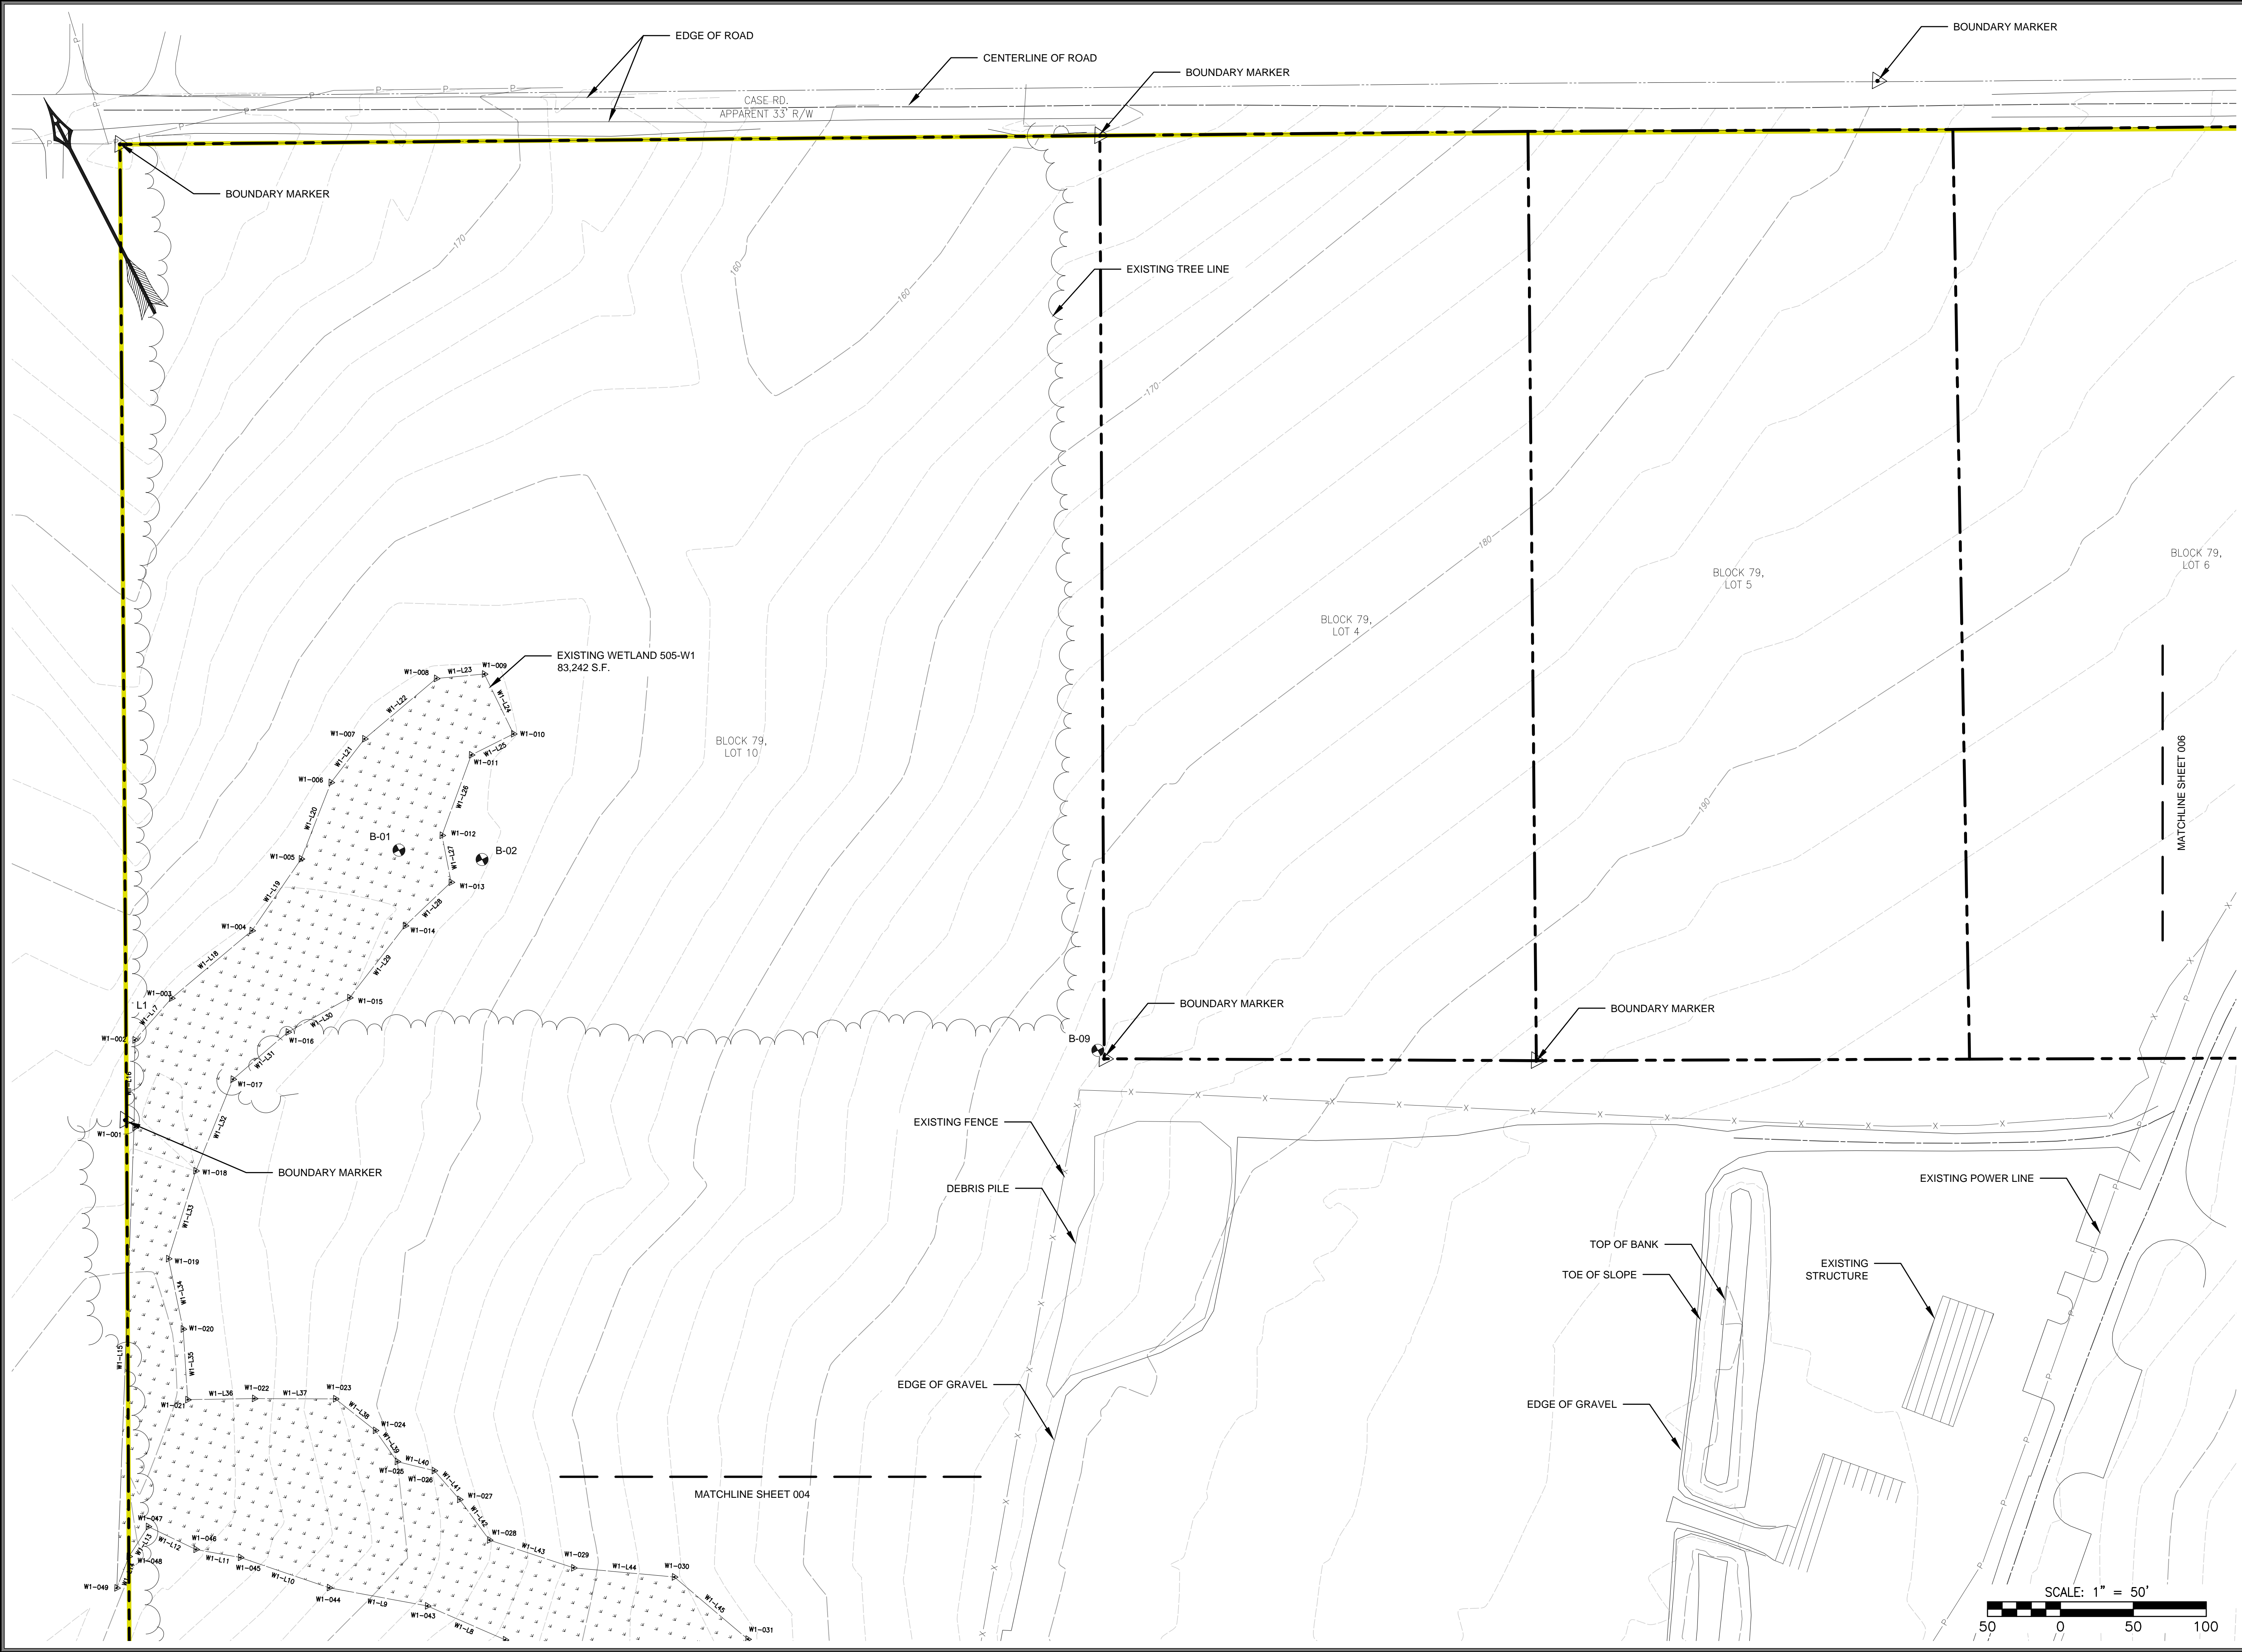 EDGE OF ROAD
CENTERLINE OF ROAD
BOUNDARY MARKER
BOUNDARY MARKER
CASE RD.
APPARENT 33' R/W
BOUNDARY MARKER
170
160
160
EXISTING TREE LINE
170
180
190
EXISTING WETLAND 505-W1
83,242 S.F.
BLOCK 79,
LOT 10
BLOCK 79,
LOT 4
BLOCK 79,
LOT 5
BLOCK 79,
LOT 6
MATCHLINE SHEET 006
W1-008
W1-L23
W1-009
W1-L22
W1-L24
W1-007
W1-010
W1-L21
W1-L25
W1-011
W1-006
W1-L26
W1-L20
B-01
W1-012
B-02
W1-005
W1-L27
W1-013
W1-L19
W1-L28
W1-004
W1-014
W1-L18
W1-L29
W1-003
W1-015
L1
W1-L17
W1-L30
W1-002
W1-016
W1-L31
W1-L16
W1-017
W1-001
W1-L32
BOUNDARY MARKER
W1-018
W1-L33
W1-019
W1-L34
W1-020
W1-L15
W1-L35
W1-021
W1-L36
W1-022
W1-L37
W1-023
W1-L38
W1-024
W1-L39
W1-025
W1-L40
W1-026
W1-L41
W1-027
W1-L42
W1-028
W1-L43
W1-029
W1-L44
W1-030
W1-L45
W1-031
W1-047
W1-L13
W1-L12
W1-046
W1-048
W1-L11
W1-045
W1-049
W1-L10
W1-044
W1-L9
W1-043
W1-L8
B-09
BOUNDARY MARKER
BOUNDARY MARKER
EXISTING FENCE
DEBRIS PILE
EDGE OF GRAVEL
MATCHLINE SHEET 004
TOP OF BANK
TOE OF SLOPE
EDGE OF GRAVEL
EXISTING
STRUCTURE
EXISTING POWER LINE
SCALE: 1" = 50'
50 0 50 100